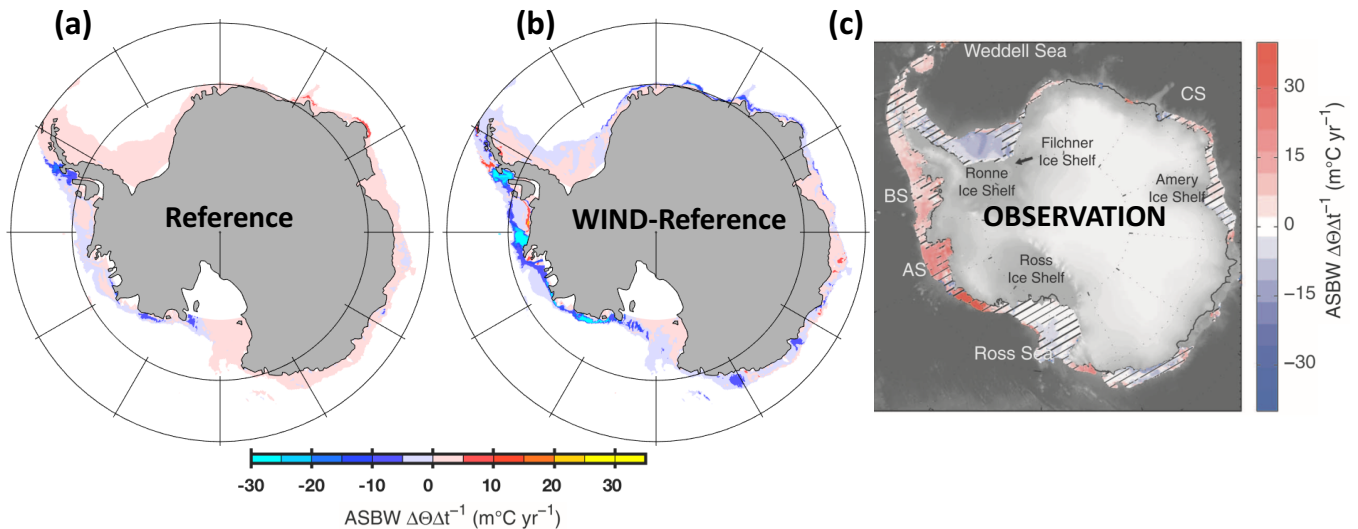 (a)
(b)
(c)
Reference
WIND-Reference
OBSERVATION
Weddell Sea
CS
Filchner
Ice Shelf
Ronne
Ice Shelf
Amery
Ice Shelf
BS
AS
Ross
Ice Shelf
Ross Sea
30
15
0
−15
−30
ASBW ΔΘΔt⁻¹ (m°C yr⁻¹)
-30 -20 -10 0 10 20 30
ASBW ΔΘΔt⁻¹ (m°C yr⁻¹)